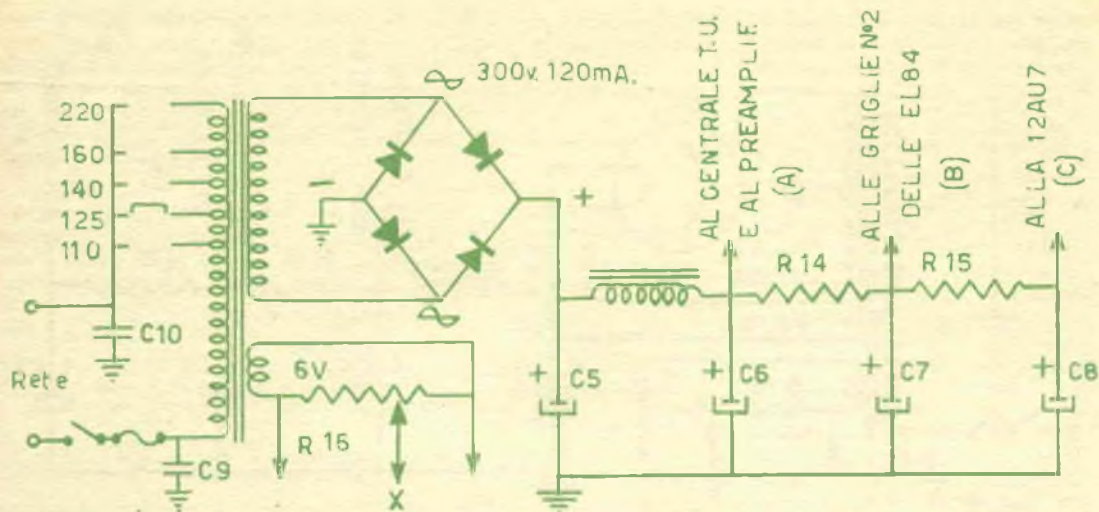 220
160
140
125
110
C10
Rete
C9
300v. 120mA.
6V
R 16
X
+
+ C5
AL CENTRALE T.U.
E AL PREAMPLIF.
(A)
ALLE GRIGLIE Nº2
DELLE EL84
(B)
ALLA 12AU7
(C)
R 14
R 15
+ C6
+ C7
+ C8